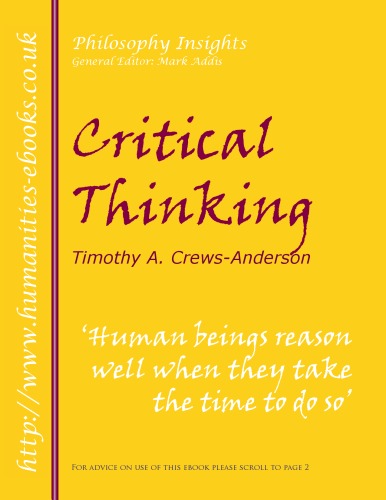 http://www.humanities-ebooks.co.uk
Philosophy Insights
General Editor: Mark Addis
Critical
Thinking
Timothy A. Crews-Anderson
‘Human beings reason
well when they take
the time to do so’
For advice on use of this ebook please scroll to page 2